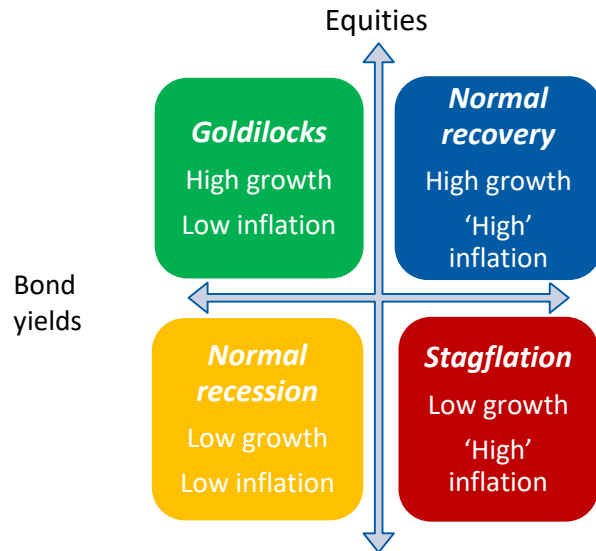 Equities
Goldilocks
High growth
Low inflation
Normal
recovery
High growth
‘High’
inflation
Bond
yields
Normal
recession
Low growth
Low inflation
Stagflation
Low growth
‘High’
inflation